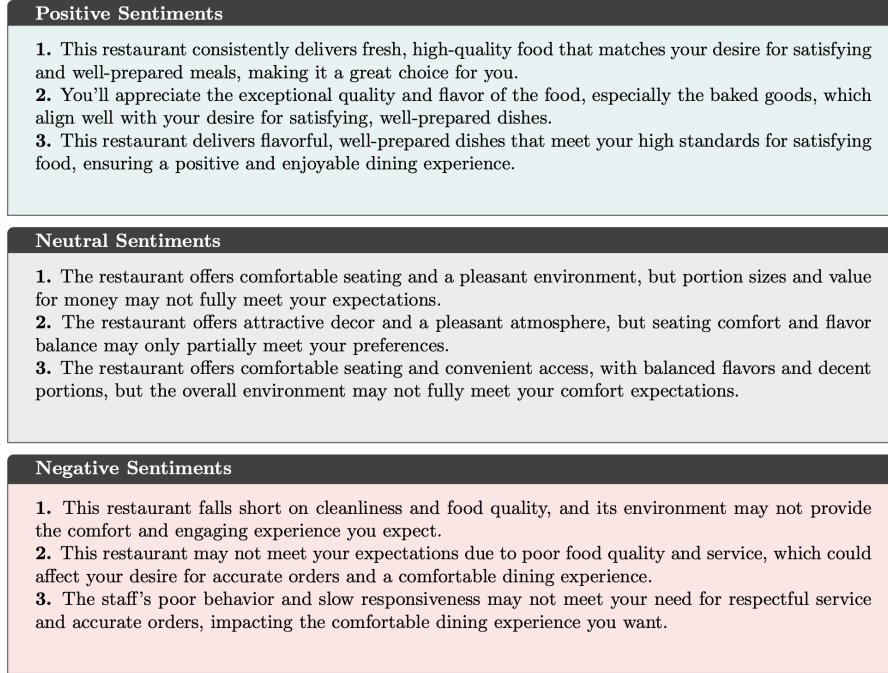 Positive Sentiments
1. This restaurant consistently delivers fresh, high-quality food that matches your desire for satisfying
and well-prepared meals, making it a great choice for you.
2. You'll appreciate the exceptional quality and flavor of the food, especially the baked goods, which
align well with your desire for satisfying, well-prepared dishes.
3. This restaurant delivers flavorful, well-prepared dishes that meet your high standards for satisfying
food, ensuring a positive and enjoyable dining experience.
Neutral Sentiments
1. The restaurant offers comfortable seating and a pleasant environment, but portion sizes and value
for money may not fully meet your expectations.
2. The restaurant offers attractive decor and a pleasant atmosphere, but seating comfort and flavor
balance may only partially meet your preferences.
3. The restaurant offers comfortable seating and convenient access, with balanced flavors and decent
portions, but the overall environment may not fully meet your comfort expectations.
Negative Sentiments
1. This restaurant falls short on cleanliness and food quality, and its environment may not provide
the comfort and engaging experience you expect.
2. This restaurant may not meet your expectations due to poor food quality and service, which could
affect your desire for accurate orders and a comfortable dining experience.
3. The staff's poor behavior and slow responsiveness may not meet your need for respectful service
and accurate orders, impacting the comfortable dining experience you want.